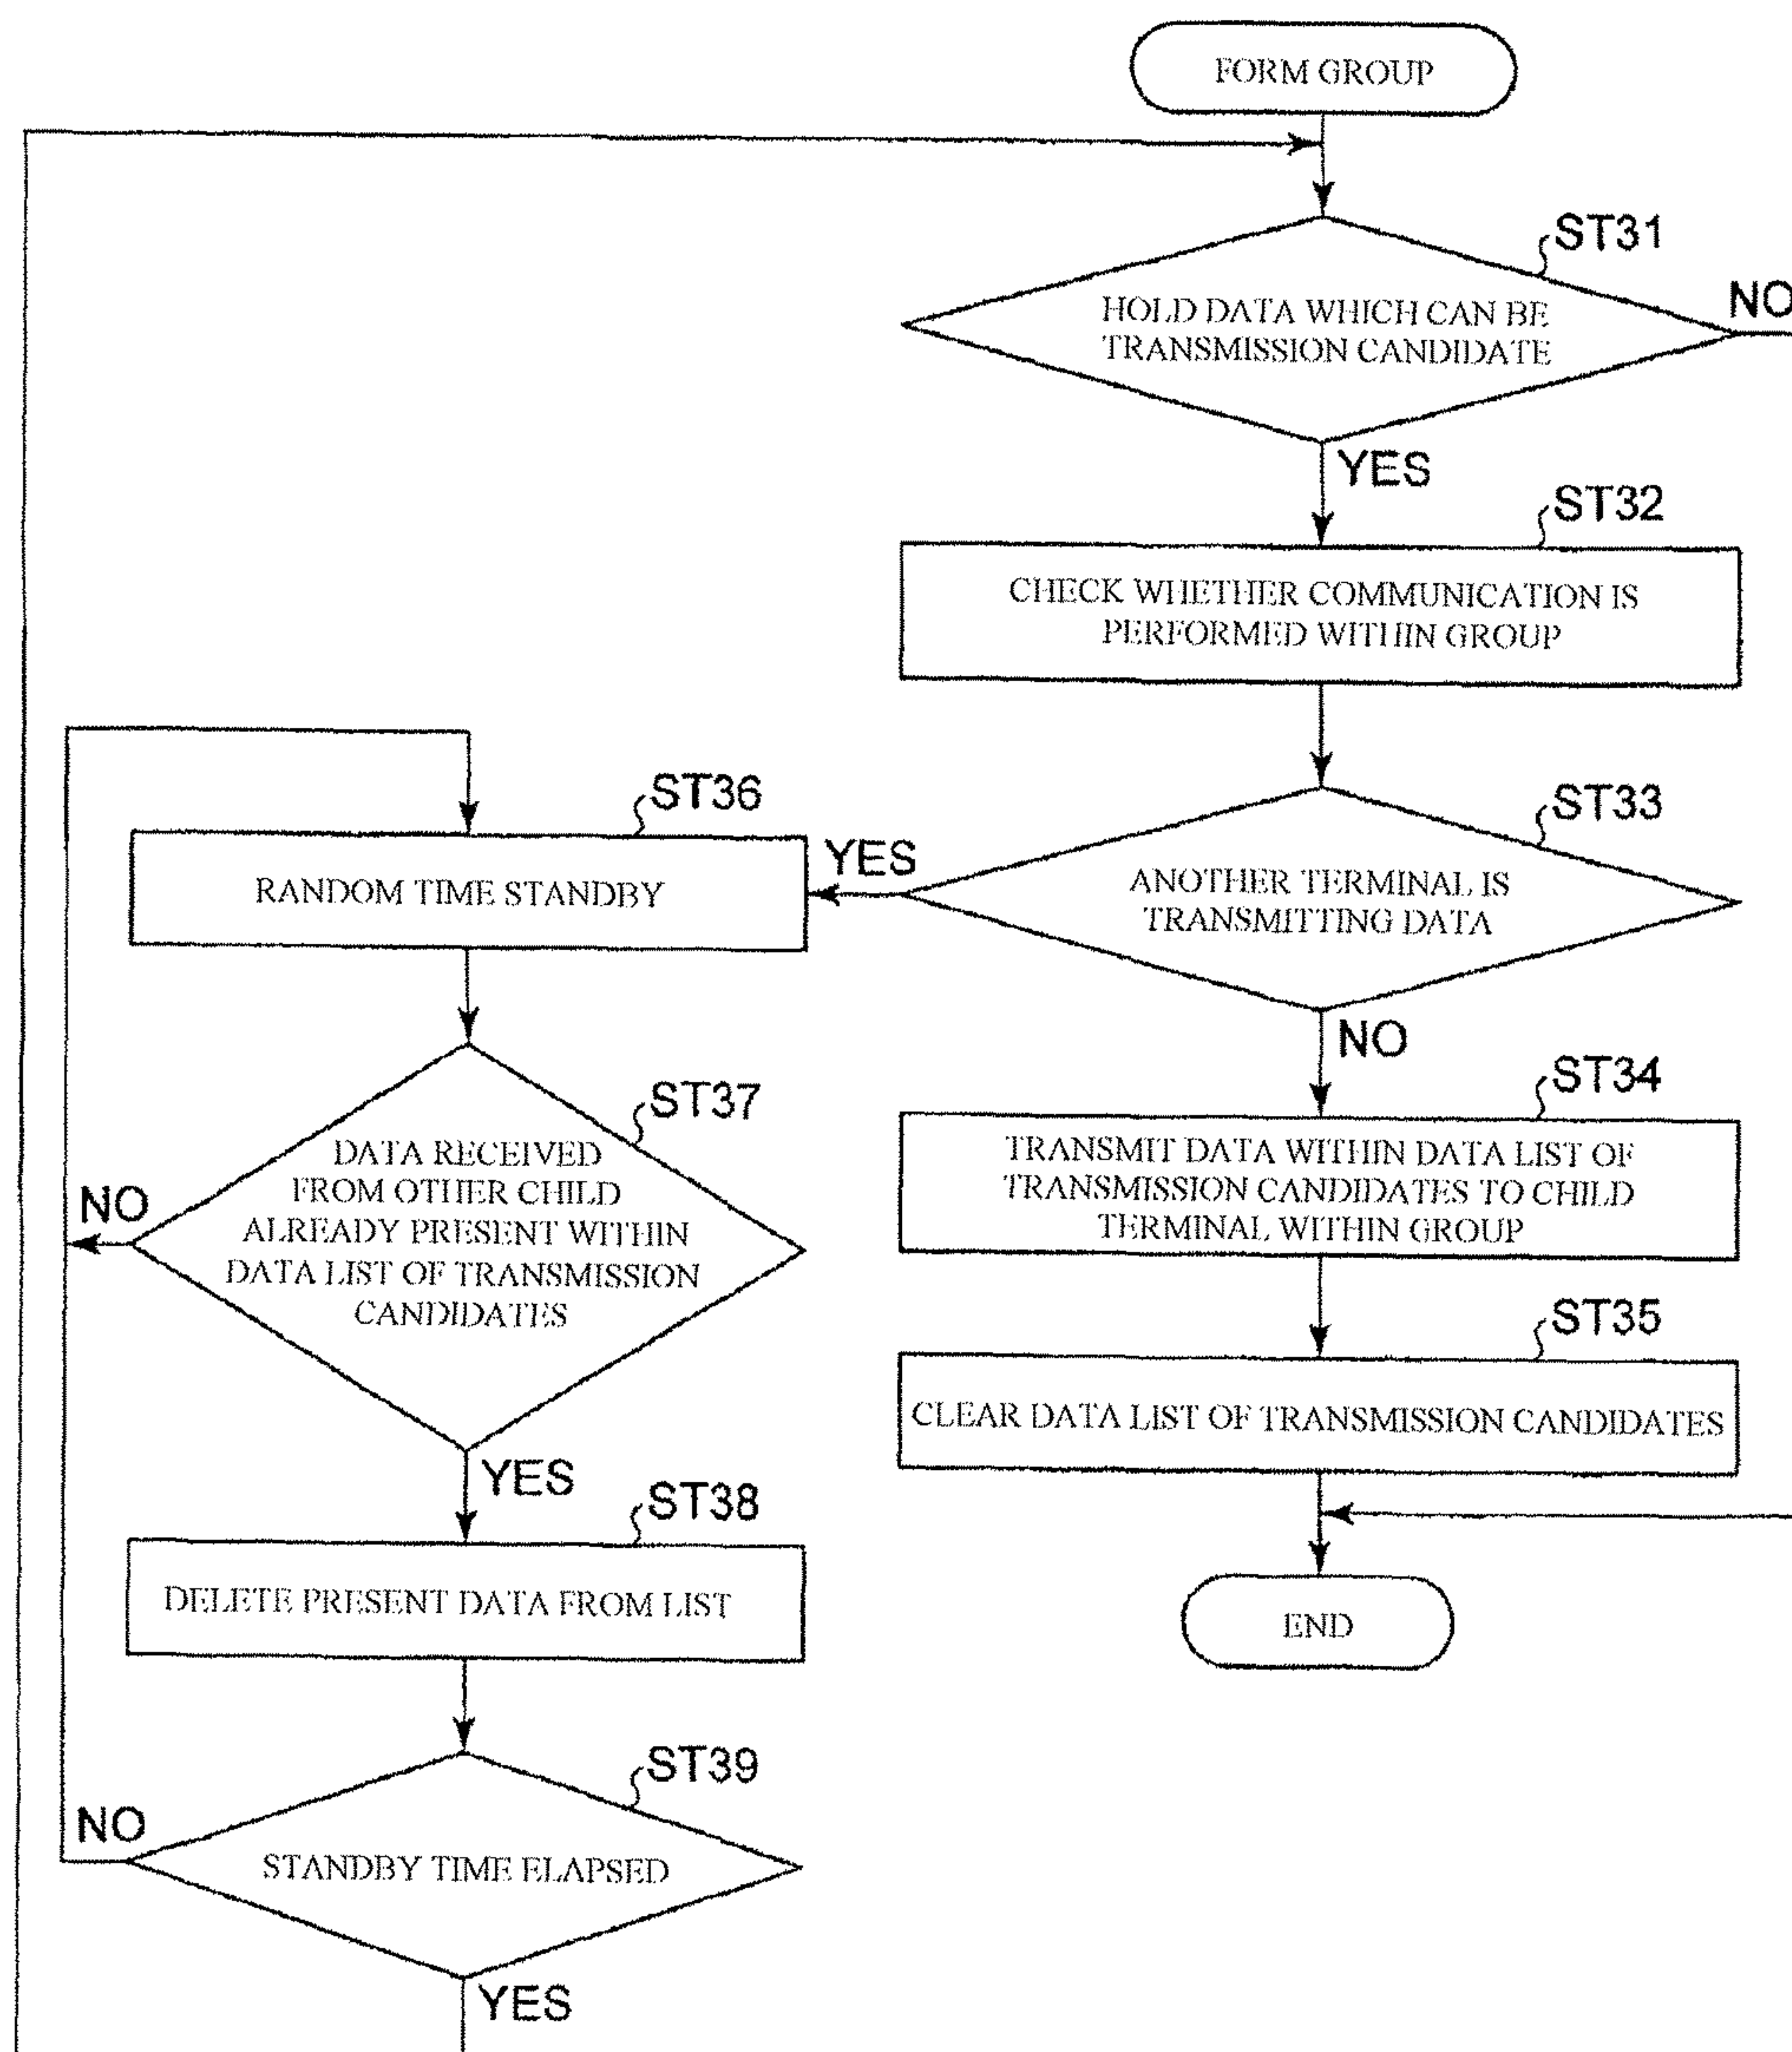 FORM GROUP
ST31
HOLD DATA WHICH CAN BE
TRANSMISSION CANDIDATE
NO
YES
ST32
CHECK WHETHER COMMUNICATION IS
PERFORMED WITHIN GROUP
ST33
ANOTHER TERMINAL IS
TRANSMITTING DATA
YES
NO
ST34
TRANSMIT DATA WITHIN DATA LIST OF
TRANSMISSION CANDIDATES TO CHILD
TERMINAL WITHIN GROUP
ST35
CLEAR DATA LIST OF TRANSMISSION CANDIDATES
END
ST36
RANDOM TIME STANDBY
ST37
DATA RECEIVED
FROM OTHER CHILD
ALREADY PRESENT WITHIN
DATA LIST OF TRANSMISSION
CANDIDATES
NO
YES
ST38
DELETE PRESENT DATA FROM LIST
ST39
STANDBY TIME ELAPSED
NO
YES